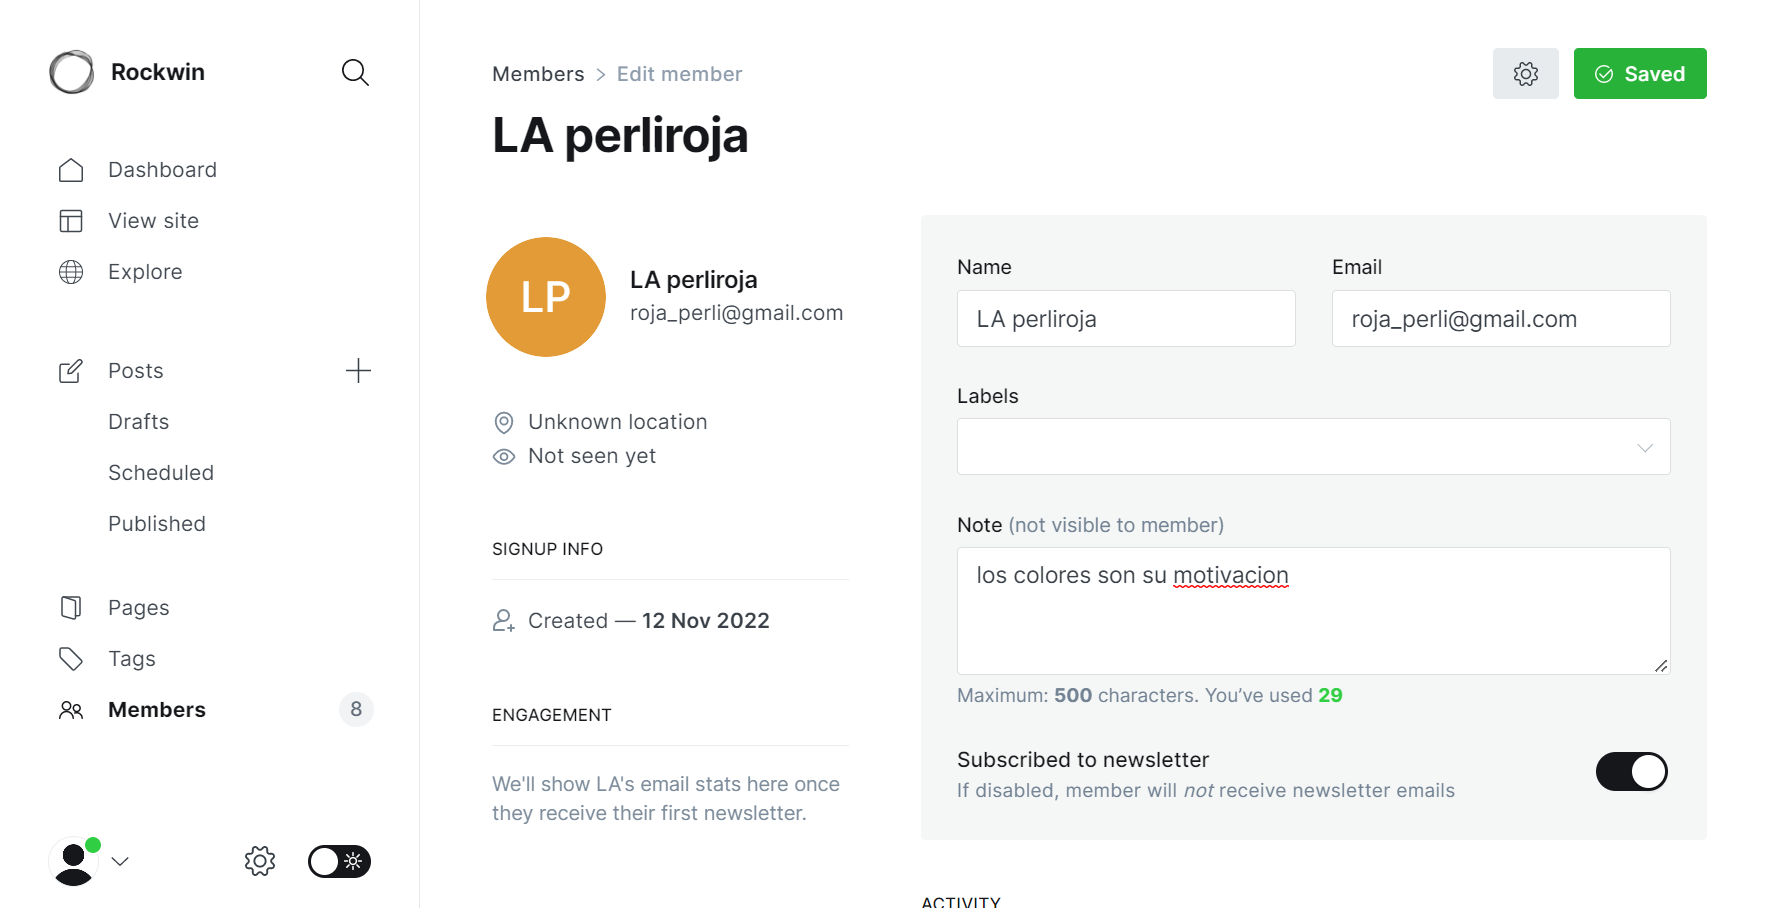 Rockwin
Dashboard
View site
Explore
Posts
Drafts
Scheduled
Published
Pages
Tags
Members 8
Members > Edit member
Saved
LA perliroja
LP
LA perliroja
roja_perli@gmail.com
Unknown location
Not seen yet
SIGNUP INFO
Created — 12 Nov 2022
ENGAGEMENT
We'll show LA's email stats here once
they receive their first newsletter.
Name
LA perliroja
Email
roja_perli@gmail.com
Labels
Note (not visible to member)
los colores son su motivacion
Maximum: 500 characters. You’ve used 29
Subscribed to newsletter
If disabled, member will not receive newsletter emails
ACTIVITY